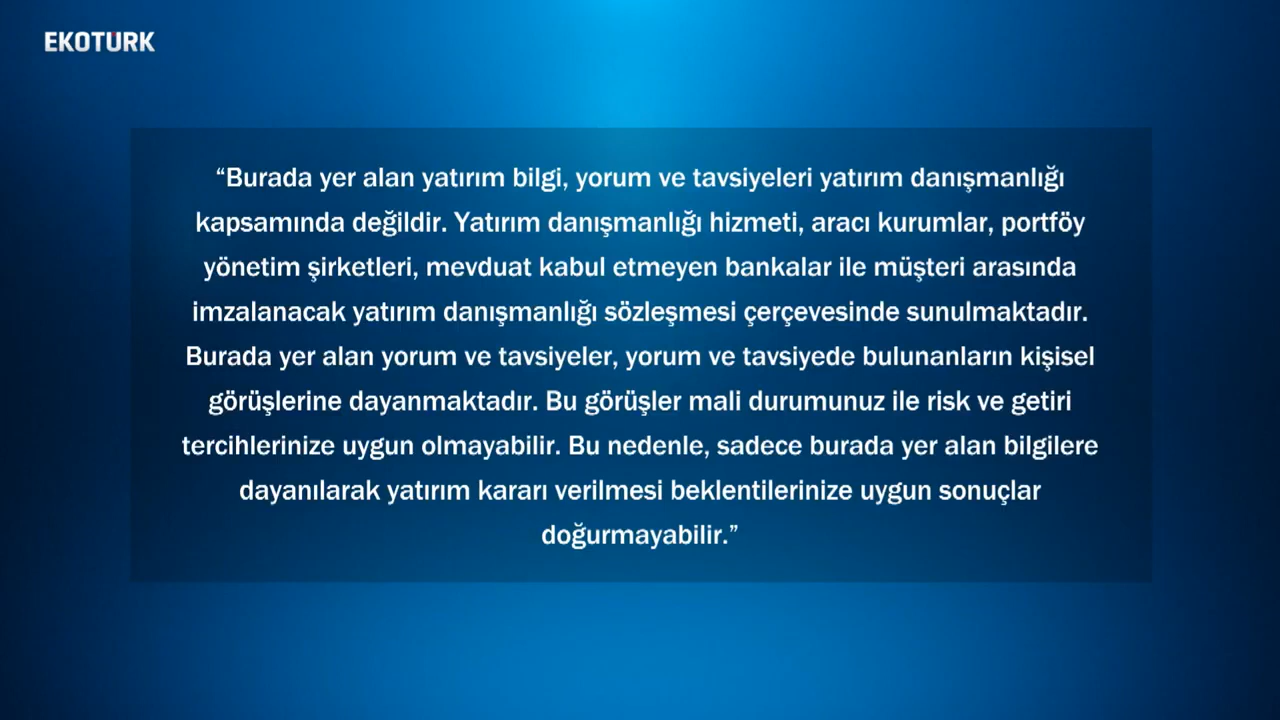 EKOTÜRK
“Burada yer alan yatırım bilgi, yorum ve tavsiyeleri yatırım danışmanlığı
kapsamında değildir. Yatırım danışmanlığı hizmeti, aracı kurumlar, portföy
yönetim şirketleri, mevduat kabul etmeyen bankalar ile müşteri arasında
imzalanacak yatırım danışmanlığı sözleşmesi çerçevesinde sunulmaktadır.
Burada yer alan yorum ve tavsiyeler, yorum ve tavsiyede bulunanların kişisel
görüşlerine dayanmaktadır. Bu görüşler mali durumunuz ile risk ve getiri
tercihlerinize uygun olmayabilir. Bu nedenle, sadece burada yer alan bilgilere
dayanılarak yatırım kararı verilmesi beklentilerinize uygun sonuçlar
doğurmayabilir.”